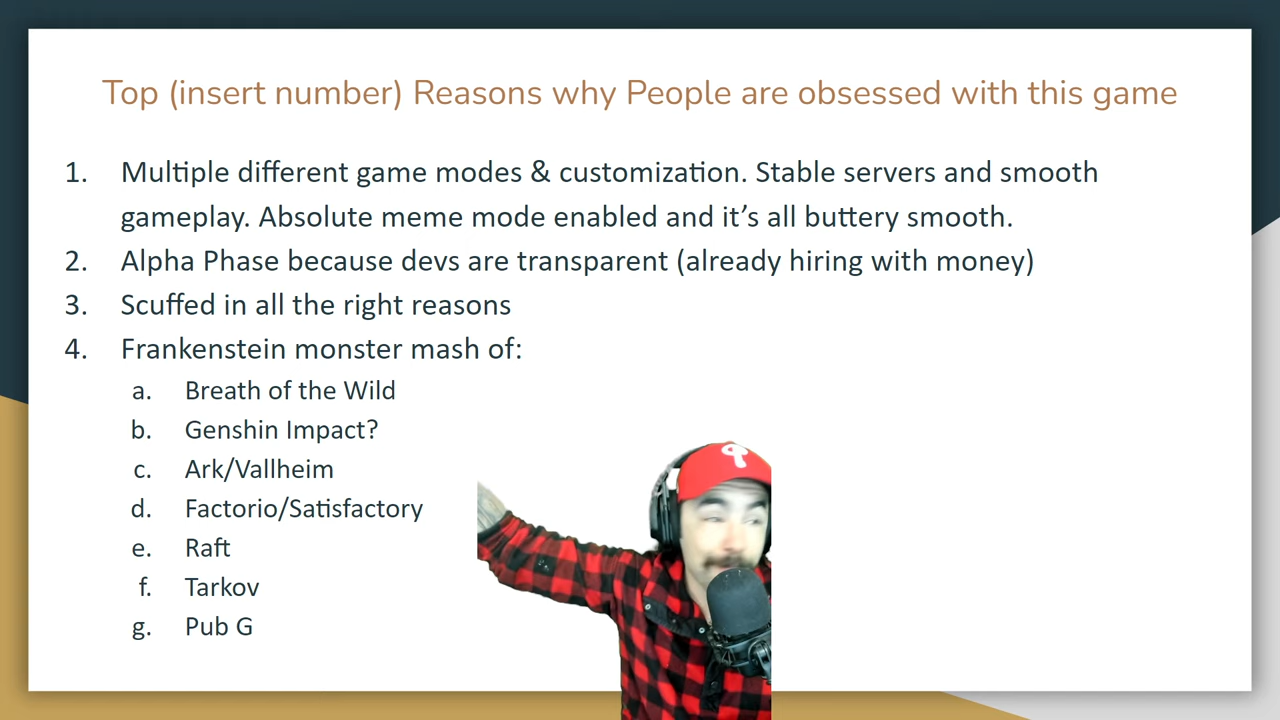 Top (insert number) Reasons why People are obsessed with this game
1. Multiple different game modes & customization. Stable servers and smooth
gameplay. Absolute meme mode enabled and it’s all buttery smooth.
2. Alpha Phase because devs are transparent (already hiring with money)
3. Scuffed in all the right reasons
4. Frankenstein monster mash of:
a. Breath of the Wild
b. Genshin Impact?
c. Ark/Vallheim
d. Factorio/Satisfactory
e. Raft
f. Tarkov
g. Pub G
P